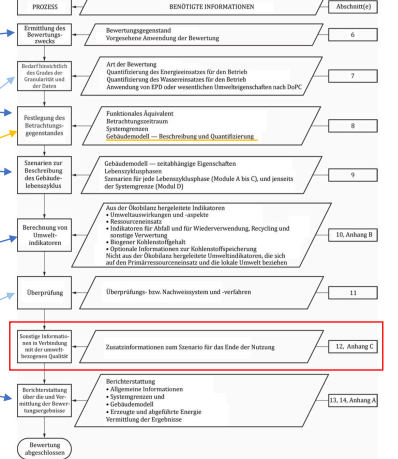 PROZESS
BENÖTIGTE INFORMATIONEN
Abschnitt(e)
Ermittlung des
Bewertungs-
zwecks
Bewertungsgegenstand
Vorgesehene Anwendung der Bewertung
6
Bedarf hinsichtlich
des Grades der
Granularität und
der Daten
Art der Bewertung
Quantifizierung des Energieeinsatzes für den Betrieb
Quantifizierung des Wassereinsatzes für den Betrieb
Anwendung von EPD oder wesentlichen Umwelteigenschaften nach DoPC
7
Festlegung des
Betrachtungs-
gegenstandes
Funktionales Äquivalent
Betrachtungszeitraum
Systemgrenzen
Gebäudemodell — Beschreibung und Quantifizierung
8
Szenarien zur
Beschreibung
des Gebäude-
lebenszyklus
Gebäudemodell — zeitabhängige Eigenschaften
Lebenszyklusphasen
Szenarien für jede Lebenszyklusphase (Module A bis C), und jenseits
der Systemgrenze (Modul D)
9
Berechnung von
Umwelt-
indikatoren
Aus der Ökobilanz hergeleitete Indikatoren
• Umweltauswirkungen und -aspekte
• Ressourceneinsatz
• Indikatoren für Abfall und für Wiederverwendung, Recycling und
sonstige Verwertung
• Biogener Kohlenstoffgehalt
• Optionale Informationen zur Kohlenstoffspeicherung
Nicht aus der Ökobilanz hergeleitete Umweltindikatoren, die sich
auf den Primärressourceneinsatz und die lokale Umwelt beziehen
10, Anhang B
Überprüfung
Überprüfungs- bzw. Nachweissystem und -verfahren
11
Sonstige Informatio-
nen in Verbindung
mit der umwelt-
bezogenen Qualität
Zusatzinformationen zum Szenario für das Ende der Nutzung
12, Anhang C
Berichterstattung
über die und Ver-
mittlung der Bewer-
tungsergebnisse
Berichterstattung
• Allgemeine Informationen
• Systemgrenzen und
• Gebäudemodell
• Erzeugte und abgeführte Energie
Vermittlung der Ergebnisse
13, 14, Anhang A
Bewertung
abgeschlossen